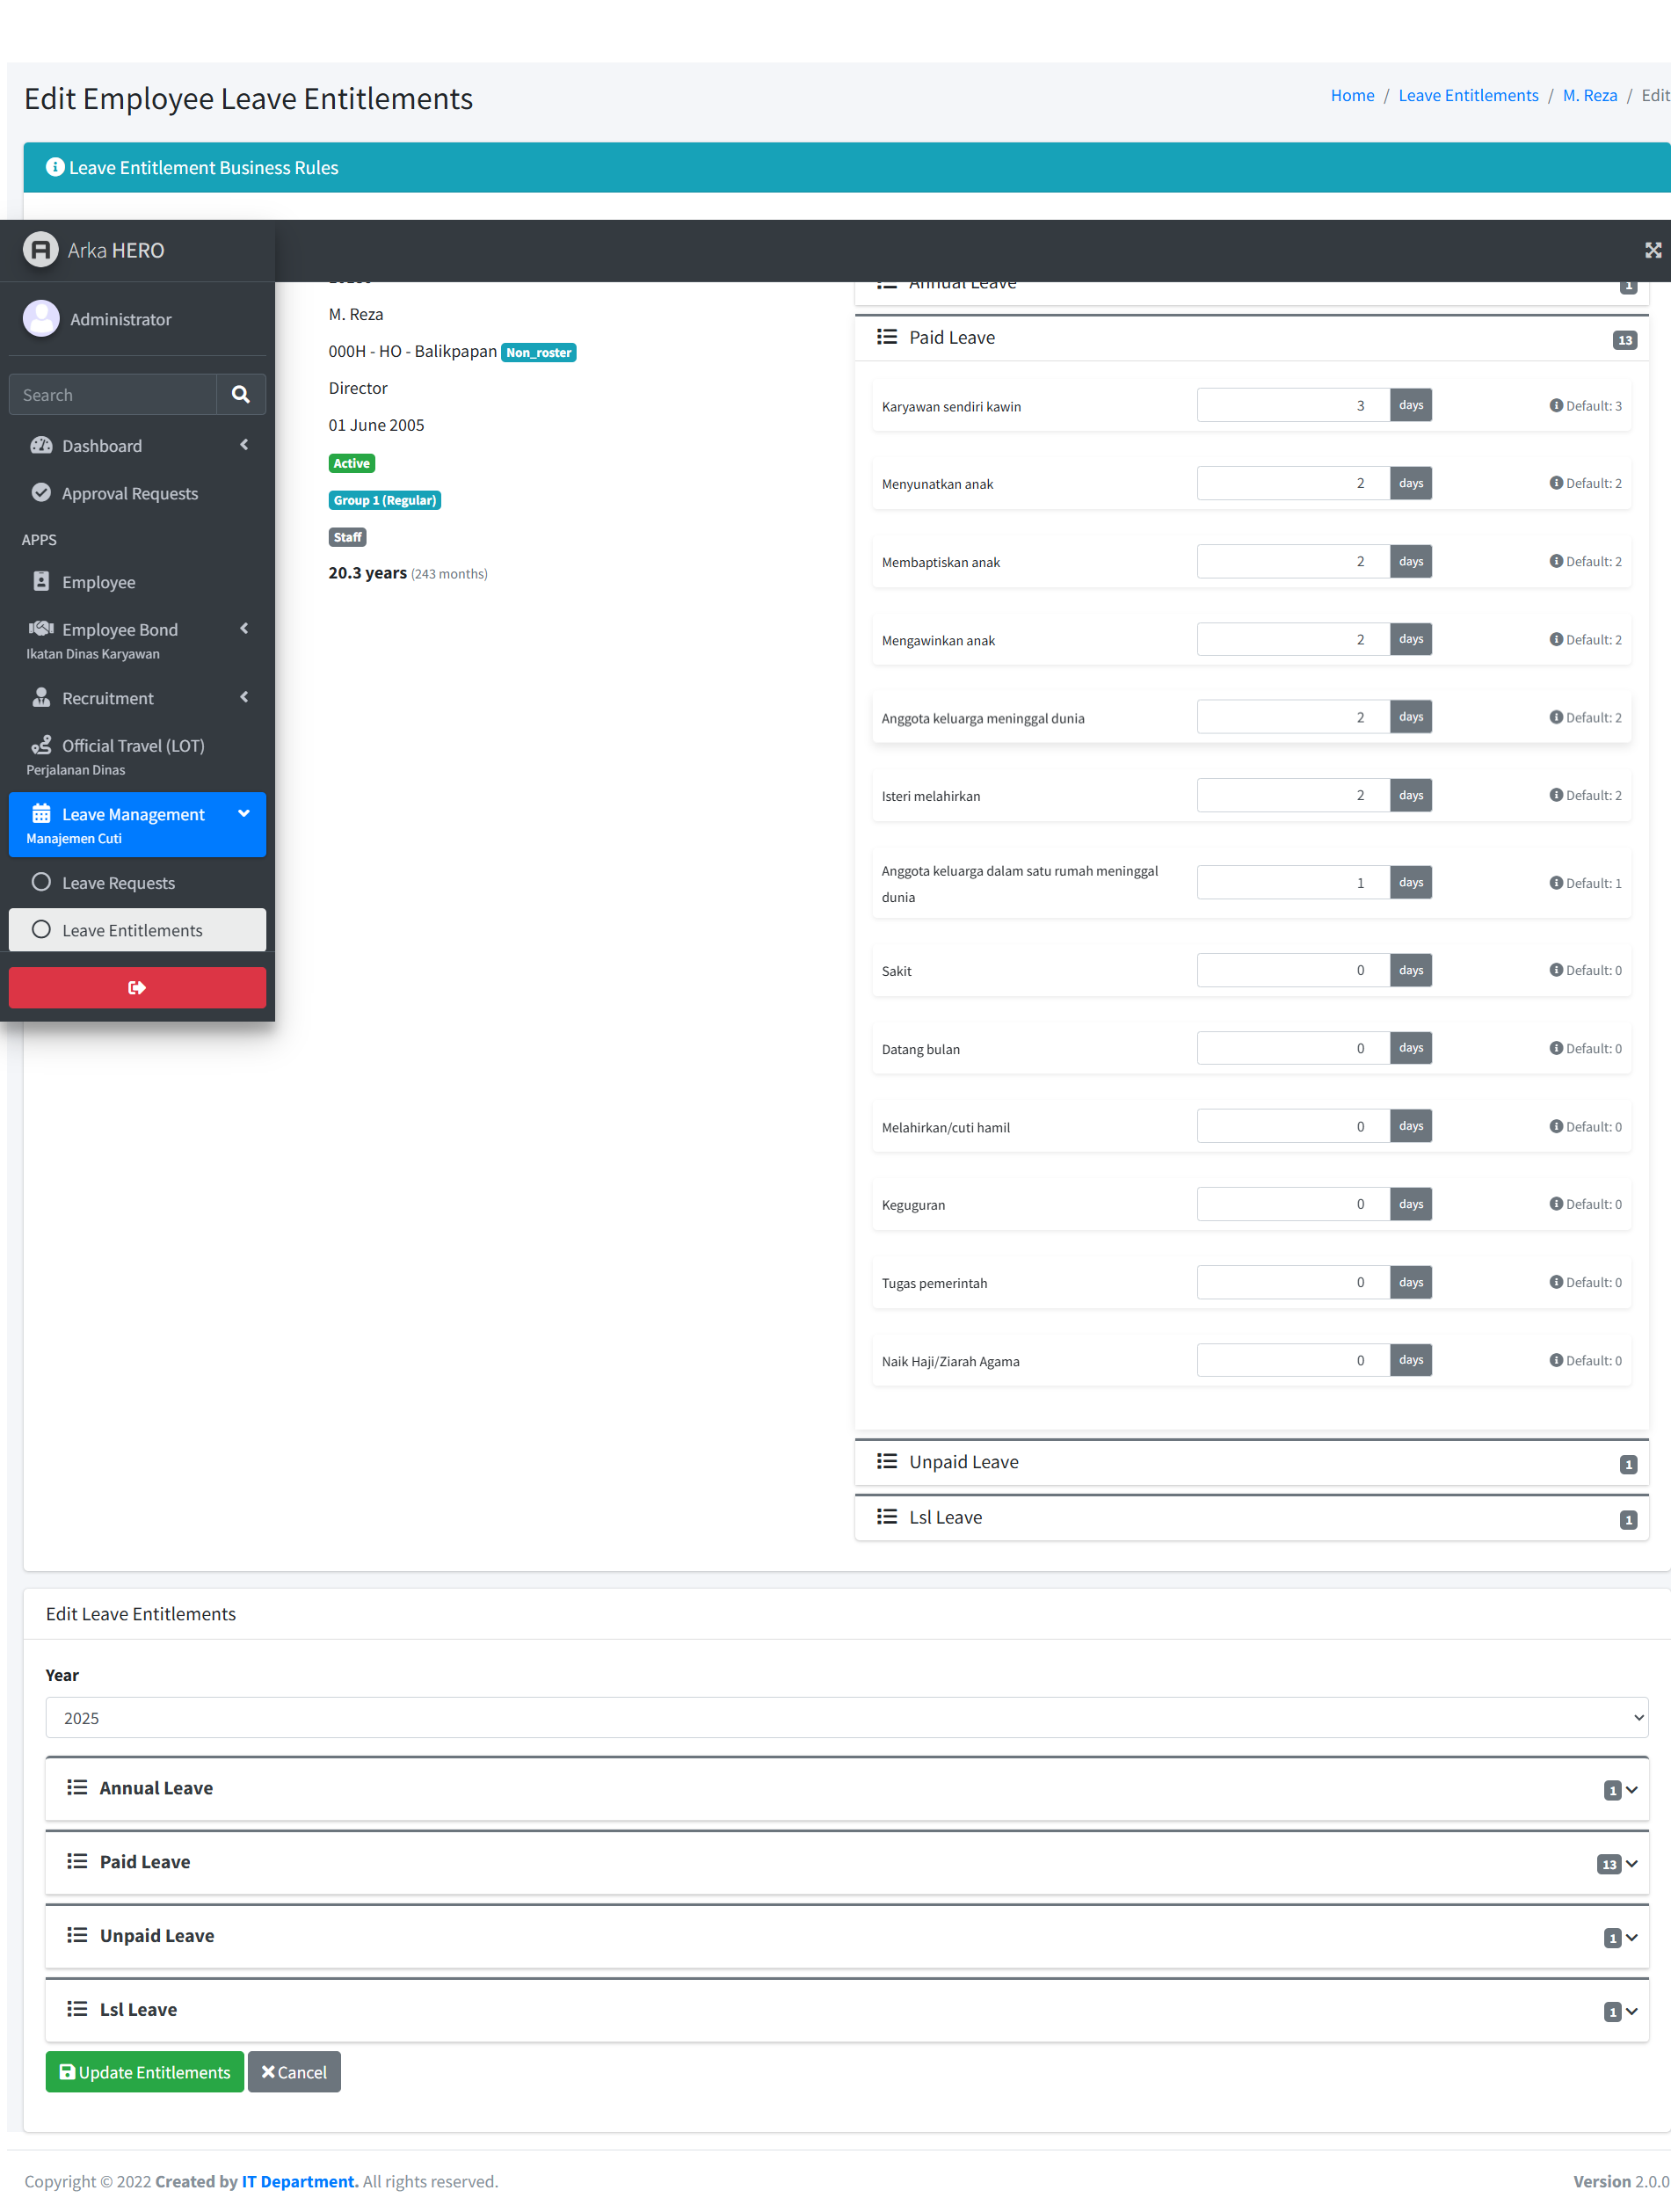 Edit Employee Leave Entitlements
Home / Leave Entitlements / M. Reza / Edit
Leave Entitlement Business Rules
Arka HERO
Administrator
Search
Dashboard
Approval Requests
APPS
Employee
Employee Bond
Ikatan Dinas Karyawan
Recruitment
Official Travel (LOT)
Perjalanan Dinas
Leave Management
Manajemen Cuti
Leave Requests
Leave Entitlements
M. Reza
000H - HO - Balikpapan Non_roster
Director
01 June 2005
Active
Group 1 (Regular)
Staff
20.3 years (243 months)
Annual Leave 1
Paid Leave 13
Karyawan sendiri kawin 3 days Default: 3
Menyunatkan anak 2 days Default: 2
Membaptiskan anak 2 days Default: 2
Mengawinkan anak 2 days Default: 2
Anggota keluarga meninggal dunia 2 days Default: 2
Isteri melahirkan 2 days Default: 2
Anggota keluarga dalam satu rumah meninggal
dunia 1 days Default: 1
Sakit 0 days Default: 0
Datang bulan 0 days Default: 0
Melahirkan/cuti hamil 0 days Default: 0
Keguguran 0 days Default: 0
Tugas pemerintah 0 days Default: 0
Naik Haji/Ziarah Agama 0 days Default: 0
Unpaid Leave 1
Lsl Leave 1
Edit Leave Entitlements
Year
2025
Annual Leave 1
Paid Leave 13
Unpaid Leave 1
Lsl Leave 1
Update Entitlements Cancel
Copyright © 2022 Created by IT Department. All rights reserved.
Version 2.0.0